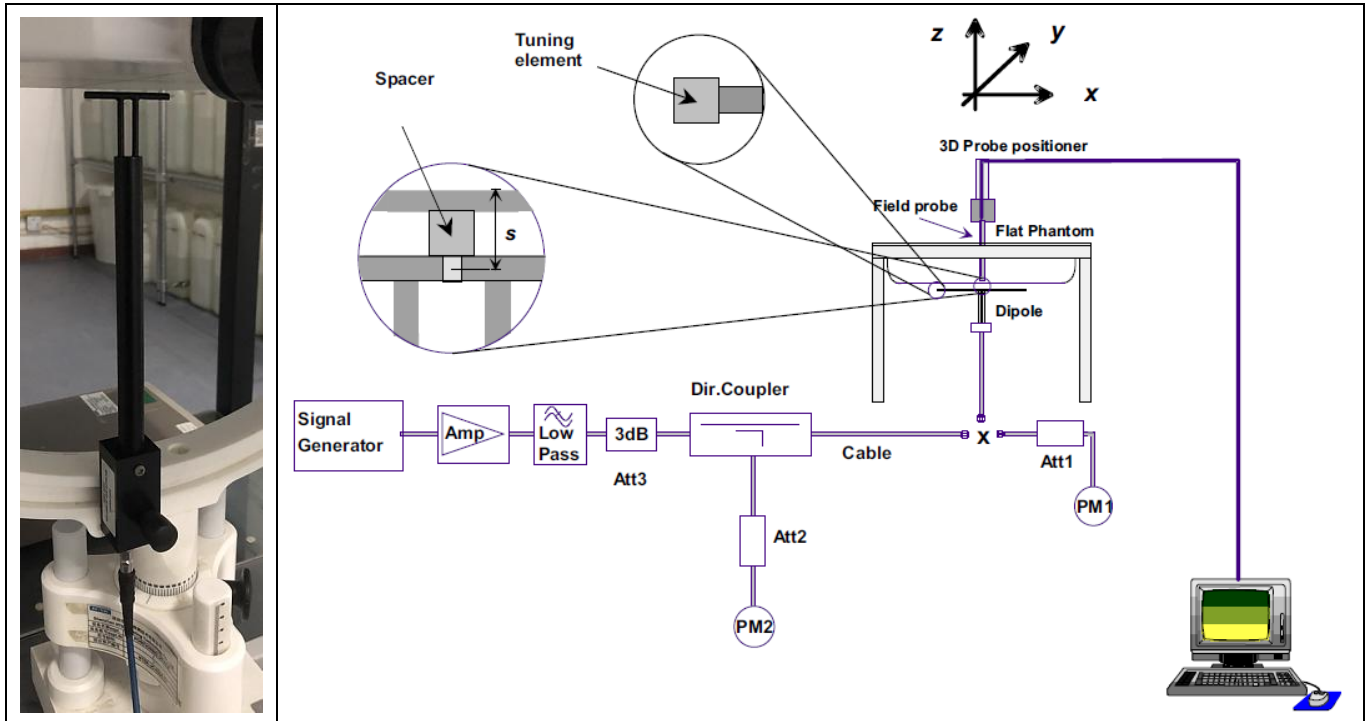 Tuning
element
Spacer
s
z
y
x
3D Probe positioner
Field probe
Flat Phantom
Dipole
Dir.Coupler
Signal
Generator
Amp
Low
Pass
3dB
Att3
Cable
x
Att1
PM1
Att2
PM2